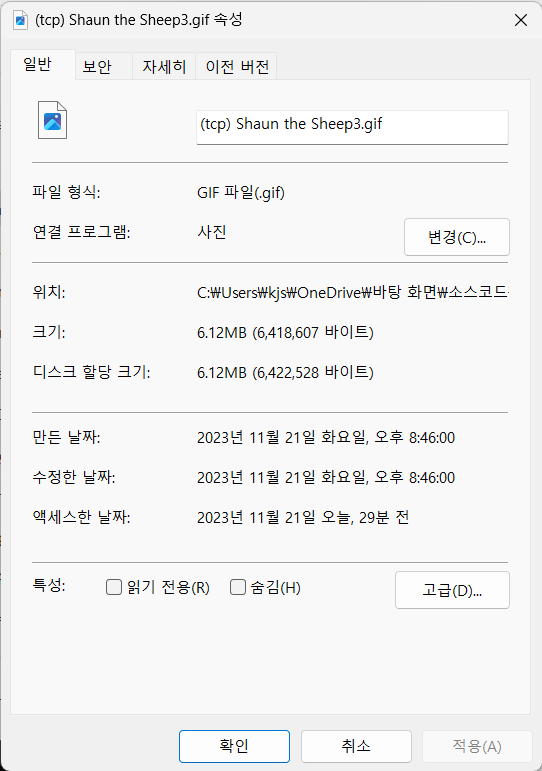 (tcp) Shaun the Sheep3.gif 속성
일반 보안 자세히 이전 버전
(tcp) Shaun the Sheep3.gif
파일 형식: GIF 파일(.gif)
연결 프로그램: 사진 변경(C)...
위치: C:₩Users₩kjs₩OneDrive₩바탕 화면₩소스코드
크기: 6.12MB (6,418,607 바이트)
디스크 할당 크기: 6.12MB (6,422,528 바이트)
만든 날짜: 2023년 11월 21일 화요일, 오후 8:46:00
수정한 날짜: 2023년 11월 21일 화요일, 오후 8:46:00
액세스한 날짜: 2023년 11월 21일 오늘, 29분 전
특성: 읽기 전용(R) 숨김(H) 고급(D)...
확인 취소 적용(A)